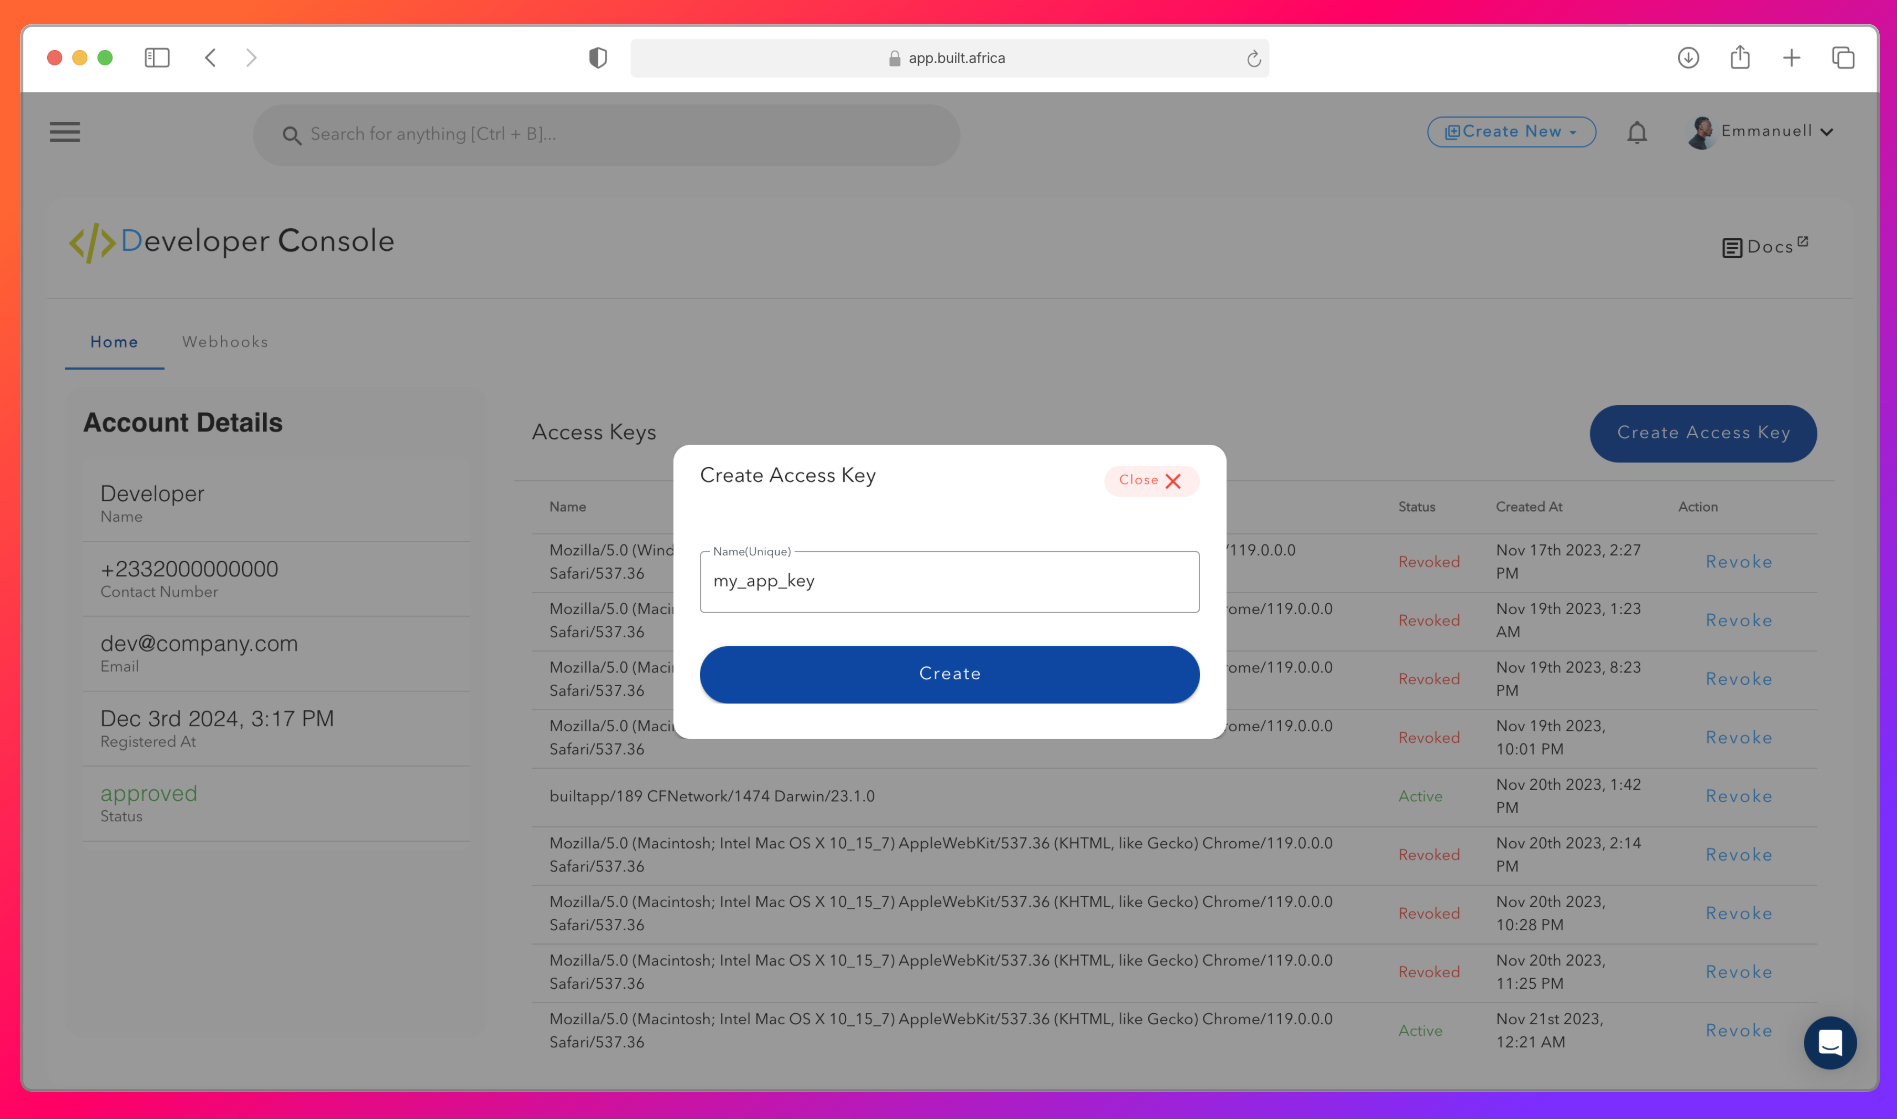 app.built.africa
Search for anything [Ctrl + B]...
Create New
Emmanuell
Developer Console
Docs
Home
Webhooks
Account Details
Developer
Name
+2332000000000
Contact Number
dev@company.com
Email
Dec 3rd 2024, 3:17 PM
Registered At
approved
Status
Access Keys
Create Access Key
Create Access Key
Close
Name(Unique)
my_app_key
Create
Name
Status
Created At
Action
Mozilla/5.0 (Wind
/119.0.0.0
Safari/537.36
Revoked
Nov 17th 2023, 2:27
PM
Revoke
Mozilla/5.0 (Maci
ome/119.0.0.0
Safari/537.36
Revoked
Nov 19th 2023, 1:23
AM
Revoke
Mozilla/5.0 (Maci
ome/119.0.0.0
Safari/537.36
Revoked
Nov 19th 2023, 8:23
PM
Revoke
Mozilla/5.0 (Maci
ome/119.0.0.0
Safari/537.36
Revoked
Nov 19th 2023,
10:01 PM
Revoke
builtapp/189 CFNetwork/1474 Darwin/23.1.0
Active
Nov 20th 2023, 1:42
PM
Revoke
Mozilla/5.0 (Macintosh; Intel Mac OS X 10_15_7) AppleWebKit/537.36 (KHTML, like Gecko) Chrome/119.0.0.0
Safari/537.36
Revoked
Nov 20th 2023, 2:14
PM
Revoke
Mozilla/5.0 (Macintosh; Intel Mac OS X 10_15_7) AppleWebKit/537.36 (KHTML, like Gecko) Chrome/119.0.0.0
Safari/537.36
Revoked
Nov 20th 2023,
10:28 PM
Revoke
Mozilla/5.0 (Macintosh; Intel Mac OS X 10_15_7) AppleWebKit/537.36 (KHTML, like Gecko) Chrome/119.0.0.0
Safari/537.36
Revoked
Nov 20th 2023,
11:25 PM
Revoke
Mozilla/5.0 (Macintosh; Intel Mac OS X 10_15_7) AppleWebKit/537.36 (KHTML, like Gecko) Chrome/119.0.0.0
Safari/537.36
Active
Nov 21st 2023,
12:21 AM
Revoke